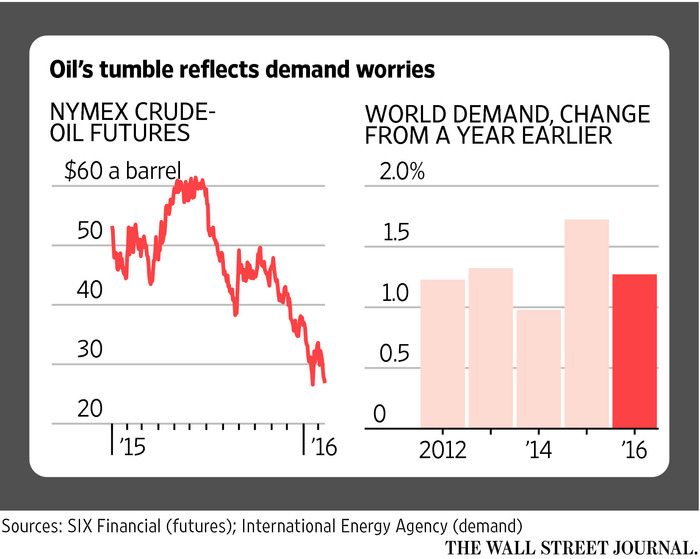 Oil's tumble reflects demand worries
NYMEX CRUDE-
OIL FUTURES
$60 a barrel
50
40
30
20
'15
'16
WORLD DEMAND, CHANGE
FROM A YEAR EARLIER
2.0%
1.5
1.0
0.5
0
2012
'14
'16
Sources: SIX Financial (futures); International Energy Agency (demand)
THE WALL STREET JOURNAL.